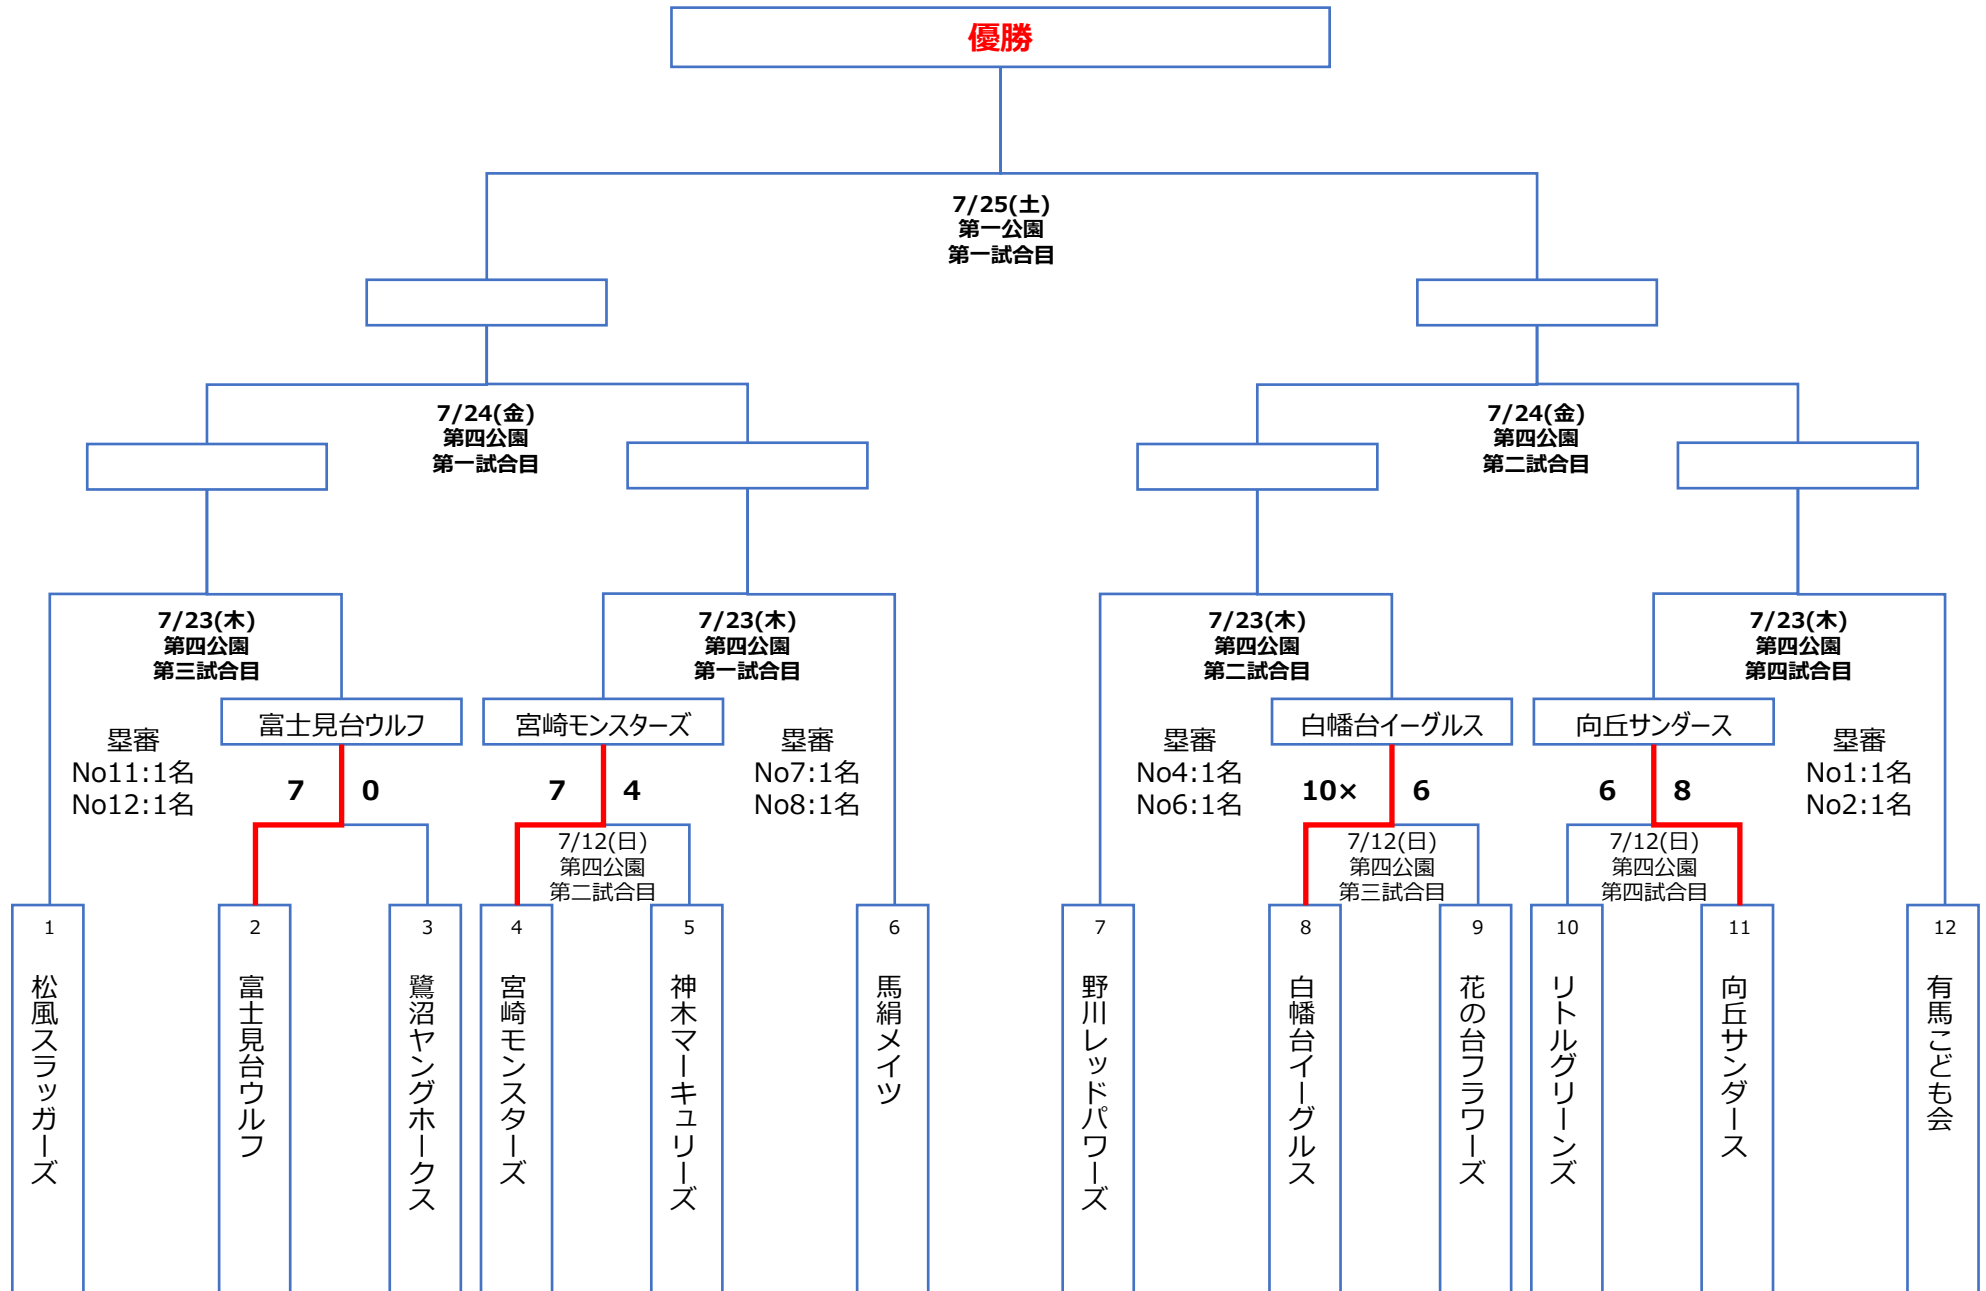 優勝
7/25(土)
第一公園
第一試合目
7/24(金)
第四公園
第一試合目
7/24(金)
第四公園
第二試合目
7/23(木)
第四公園
第三試合目
7/23(木)
第四公園
第一試合目
7/23(木)
第四公園
第二試合目
7/23(木)
第四公園
第四試合目
富士見台ウルフ
宮崎モンスターズ
白幡台イーグルス
向丘サンダース
塁審
No11:1名
No12:1名
7 0
7 4
塁審
No7:1名
No8:1名
塁審
No4:1名
No6:1名
10× 6
6 8
塁審
No1:1名
No2:1名
7/12(日)
第四公園
第二試合目
7/12(日)
第四公園
第三試合目
7/12(日)
第四公園
第四試合目
1
松風スラッガーズ
2
富士見台ウルフ
3
鷺沼ヤングホークス
4
宮崎モンスターズ
5
神木マーキュリーズ
6
馬絹メイツ
7
野川レッドパワーズ
8
白幡台イーグルス
9
花の台フラワーズ
10
リトルグリーンズ
11
向丘サンダース
12
有馬こども会